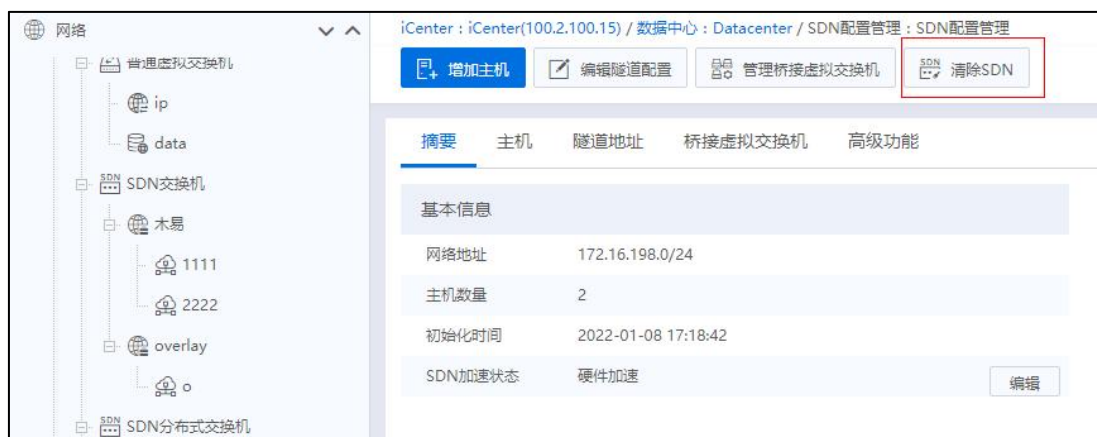 网络
普通虚拟交换机
ip
data
SDN交换机
木易
1111
2222
overlay
o
SDN分布式交换机
iCenter：iCenter(100.2.100.15) / 数据中心：Datacenter / SDN配置管理：SDN配置管理
增加主机 编辑隧道配置 管理桥接虚拟交换机 清除SDN
摘要 主机 隧道地址 桥接虚拟交换机 高级功能
基本信息
网络地址 172.16.198.0/24
主机数量 2
初始化时间 2022-01-08 17:18:42
SDN加速状态 硬件加速 编辑